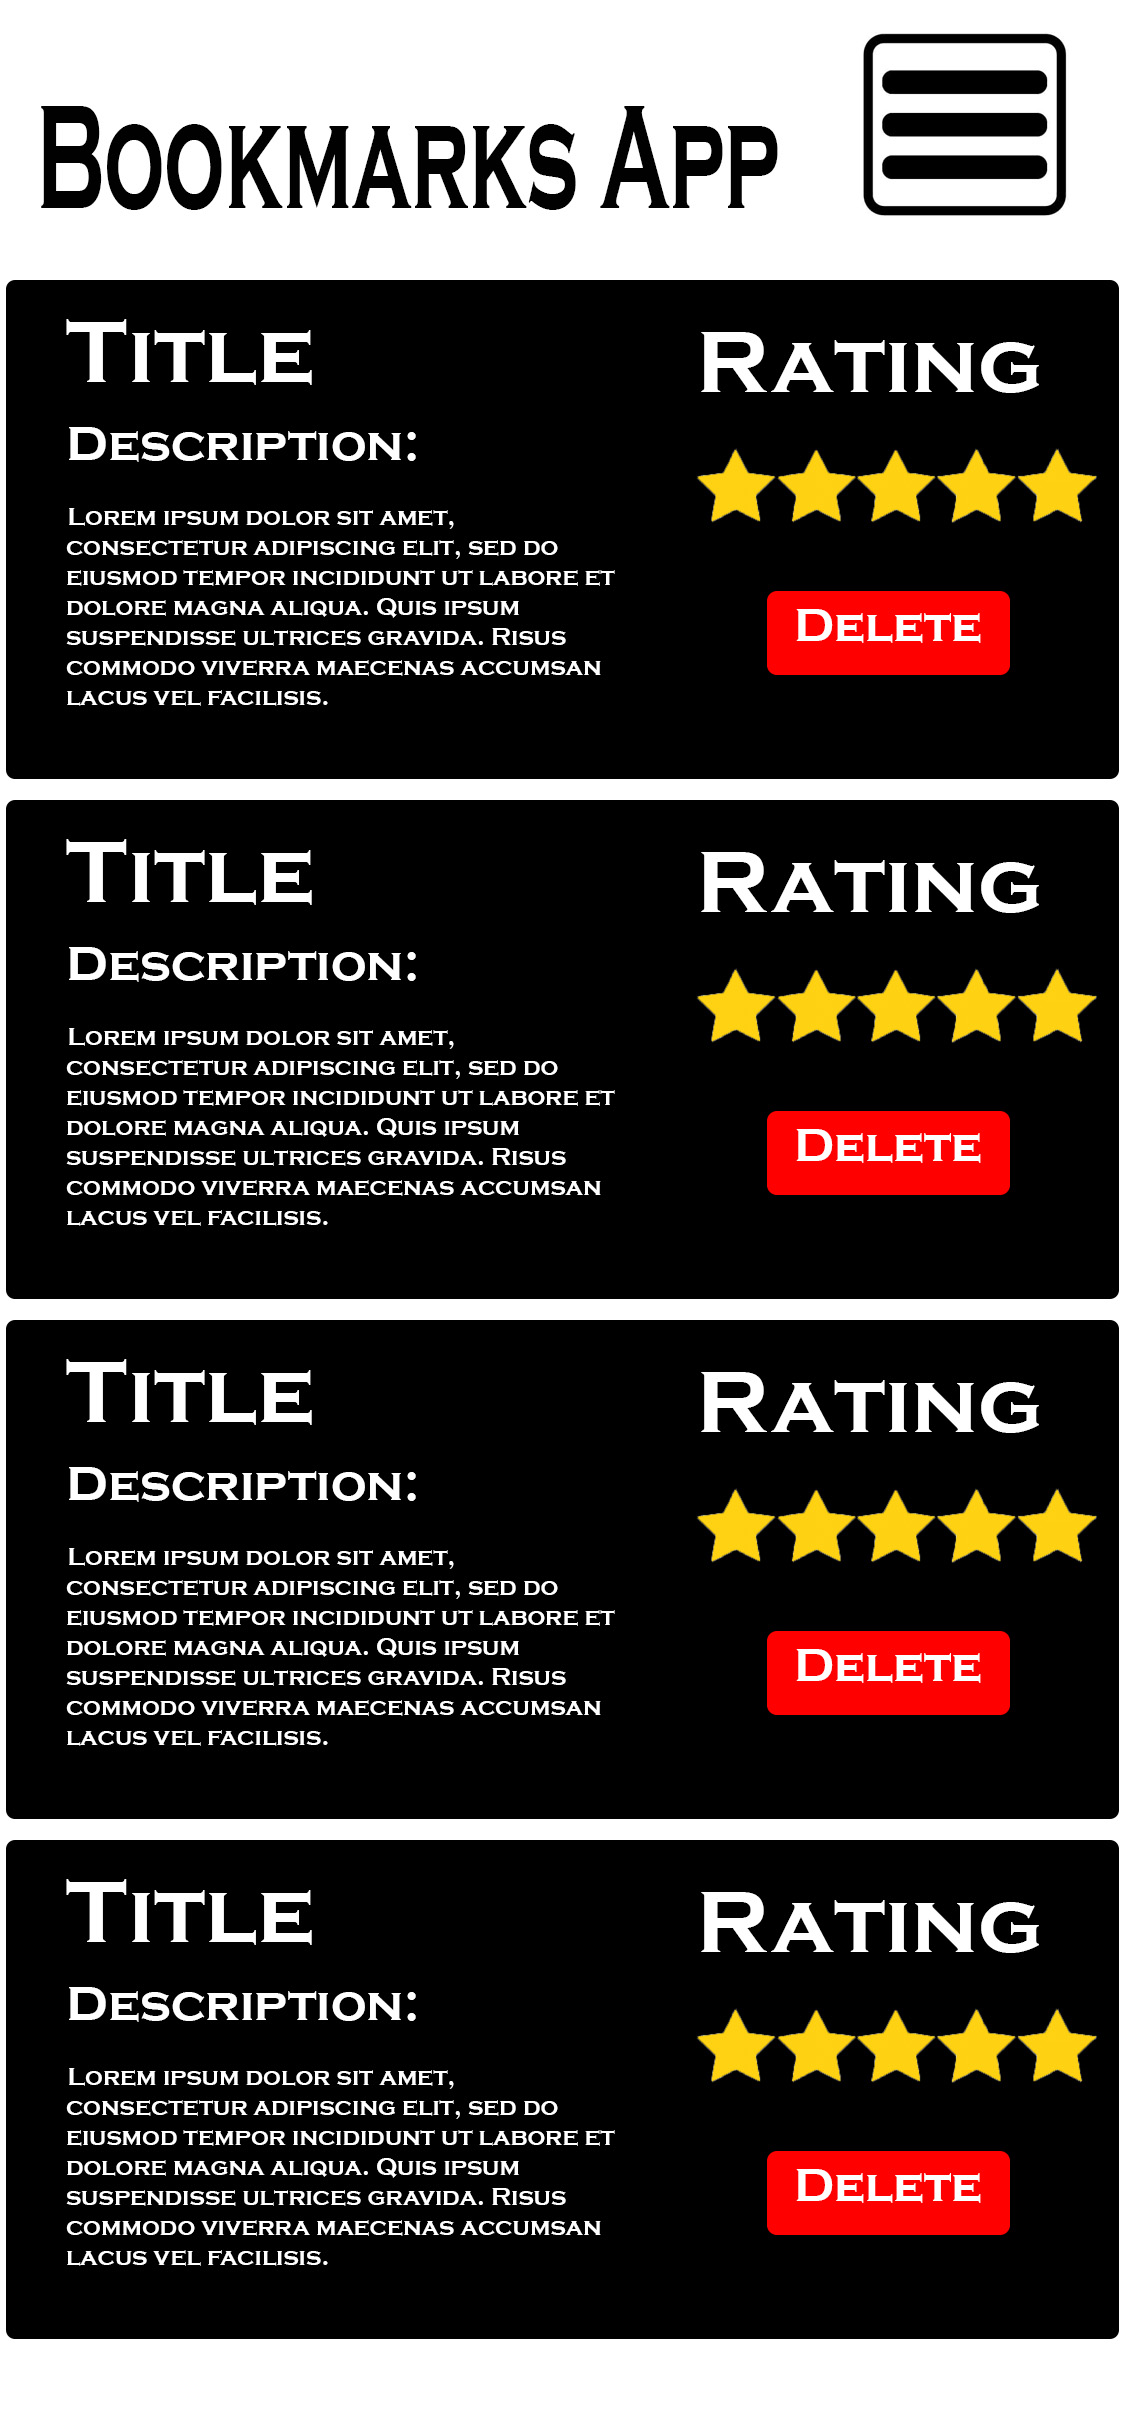 Bookmarks App
Title
Rating
Description:
Lorem ipsum dolor sit amet,
consectetur adipiscing elit, sed do
eiusmod tempor incididunt ut labore et
dolore magna aliqua. Quis ipsum
suspendisse ultrices gravida. Risus
commodo viverra maecenas accumsan
lacus vel facilisis.
Delete
Title
Rating
Description:
Lorem ipsum dolor sit amet,
consectetur adipiscing elit, sed do
eiusmod tempor incididunt ut labore et
dolore magna aliqua. Quis ipsum
suspendisse ultrices gravida. Risus
commodo viverra maecenas accumsan
lacus vel facilisis.
Delete
Title
Rating
Description:
Lorem ipsum dolor sit amet,
consectetur adipiscing elit, sed do
eiusmod tempor incididunt ut labore et
dolore magna aliqua. Quis ipsum
suspendisse ultrices gravida. Risus
commodo viverra maecenas accumsan
lacus vel facilisis.
Delete
Title
Rating
Description:
Lorem ipsum dolor sit amet,
consectetur adipiscing elit, sed do
eiusmod tempor incididunt ut labore et
dolore magna aliqua. Quis ipsum
suspendisse ultrices gravida. Risus
commodo viverra maecenas accumsan
lacus vel facilisis.
Delete